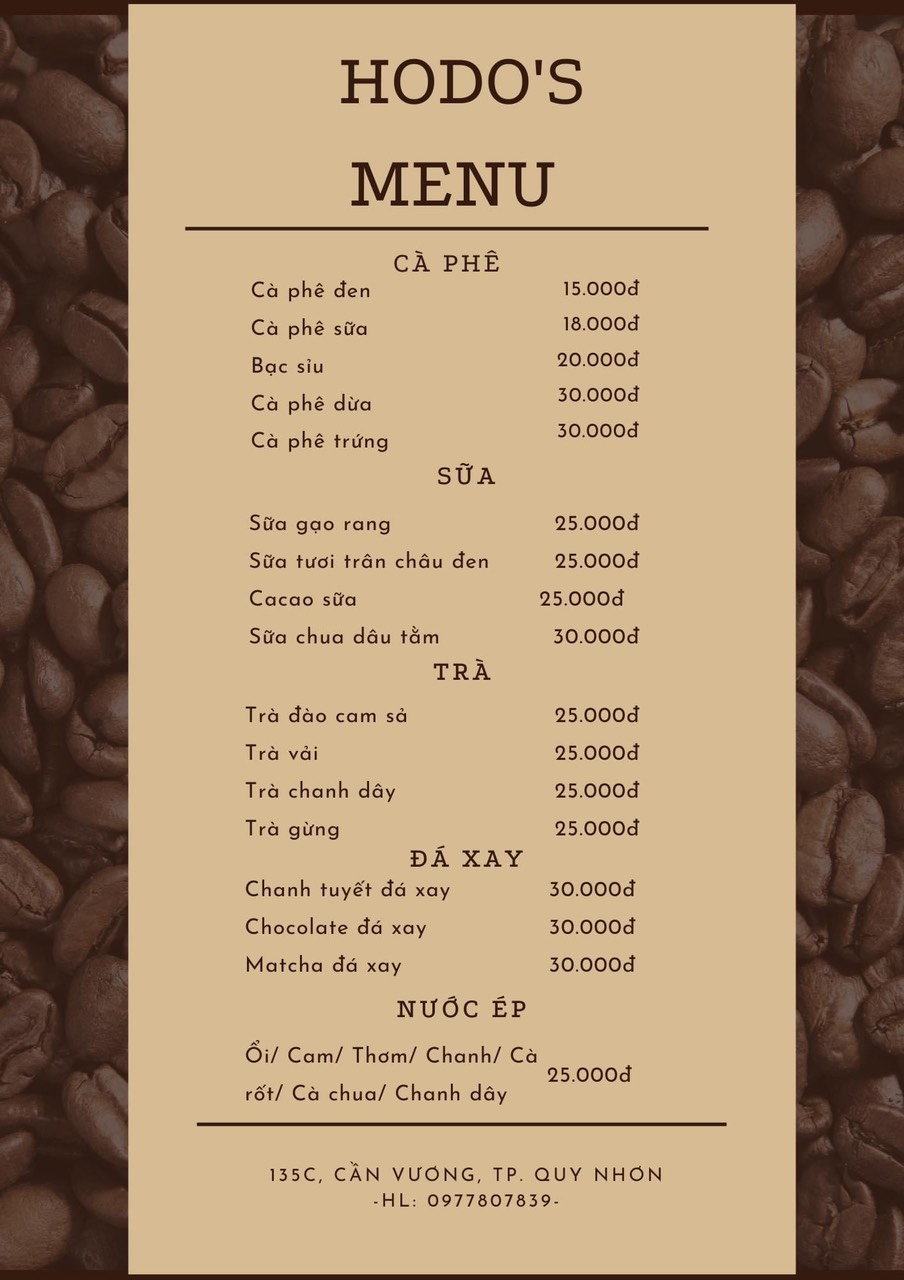 HODO'S
MENU
CÀ PHÊ
Cà phê đen 15.000đ
Cà phê sữa 18.000đ
Bạc sỉu 20.000đ
Cà phê dừa 30.000đ
Cà phê trứng 30.000đ
SỮA
Sữa gạo rang 25.000đ
Sữa tươi trân châu đen 25.000đ
Cacao sữa 25.000đ
Sữa chua dâu tằm 30.000đ
TRÀ
Trà đào cam sả 25.000đ
Trà vải 25.000đ
Trà chanh dây 25.000đ
Trà gừng 25.000đ
ĐÁ XAY
Chanh tuyết đá xay 30.000đ
Chocolate đá xay 30.000đ
Matcha đá xay 30.000đ
NƯỚC ÉP
Ổi/ Cam/ Thơm/ Chanh/ Cà
rốt/ Cà chua/ Chanh dây 25.000đ
135C, CẦN VƯƠNG, TP. QUY NHƠN
-HL: 0977807839-